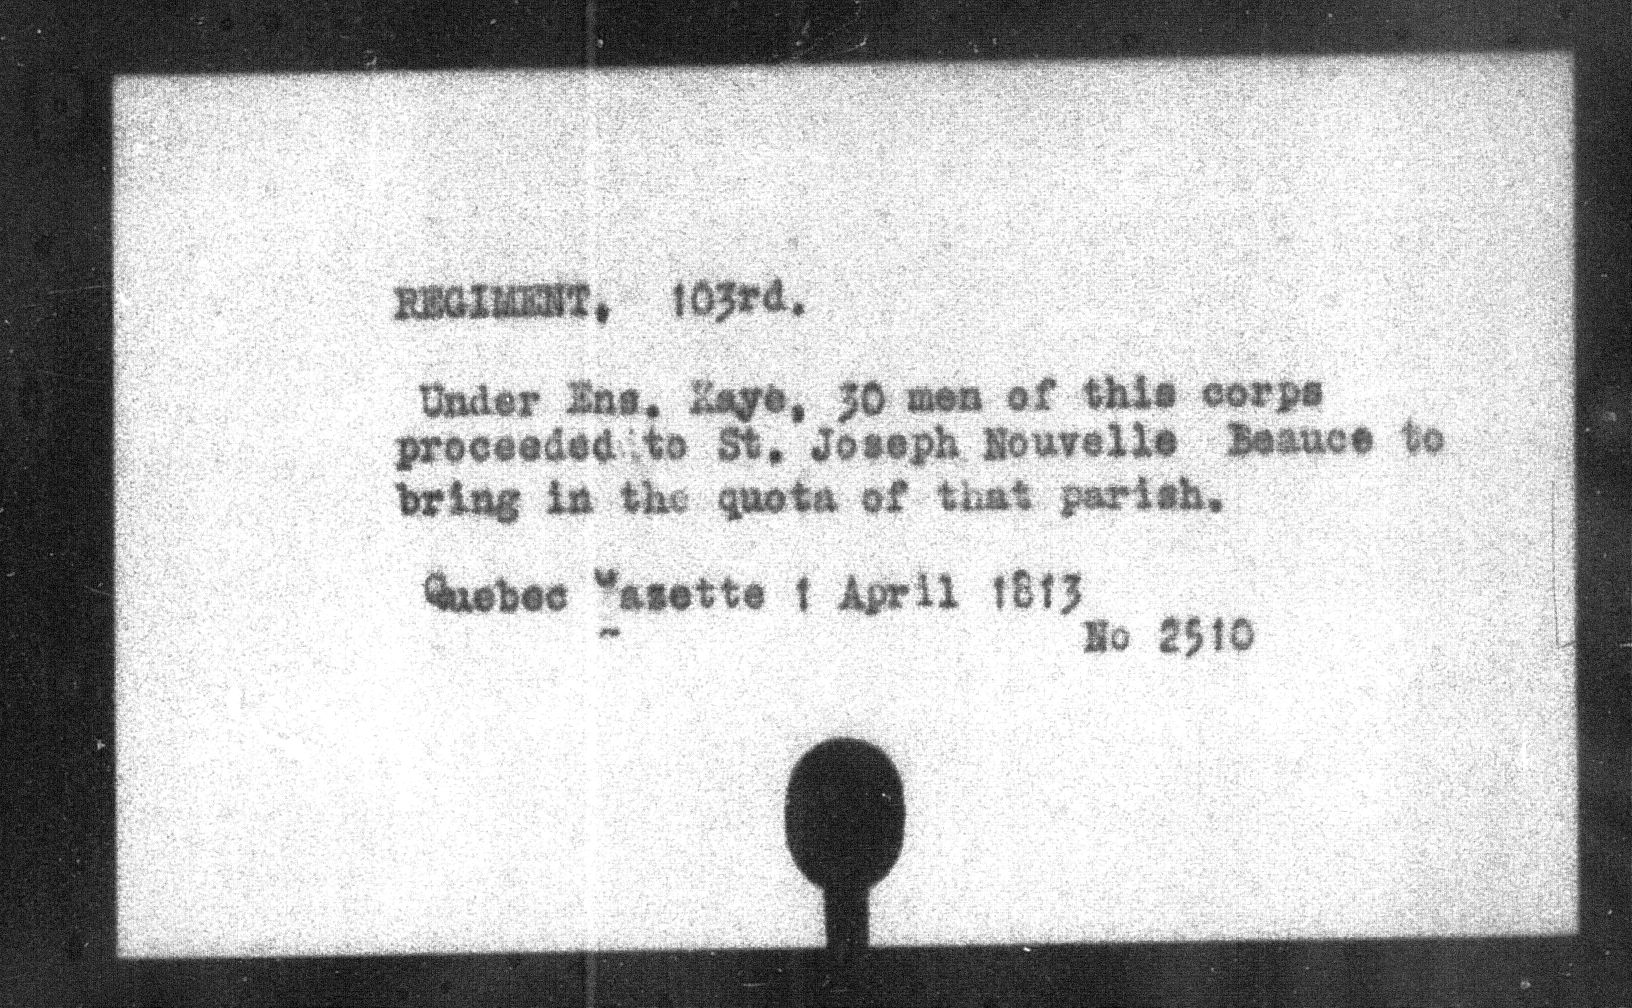 REGIMENT, 103rd.
Under Ens. Kaye, 30 men of this corps
proceeded to St. Joseph Nouvelle Beauce to
bring in the quota of that parish.
Quebec Gazette 1 April 1813
No 2510